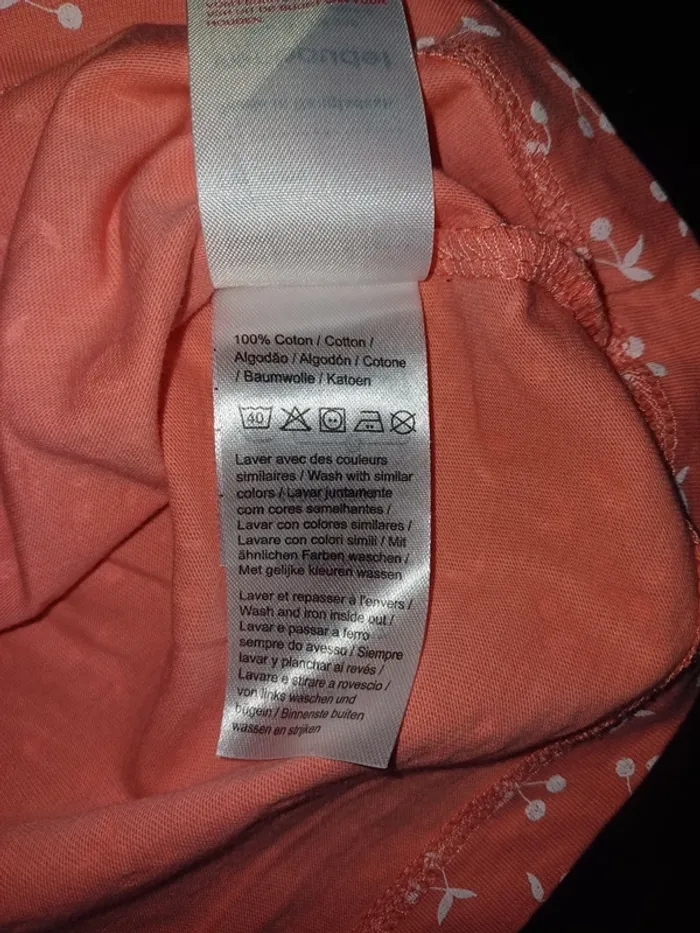 HOUDEN.
100% Coton / Cotton /
Algodão / Algodón / Cotone
/ Baumwolle / Katoen
40
Laver avec des couleurs
similaires / Wash with similar
colors / Lavar juntamente
com cores semelhantes /
Lavar con colores similares /
Lavare con colori simili / Mit
ähnlichen Farben waschen /
Met gelijke kleuren wassen
Laver et repasser à l'envers /
Wash and iron inside out /
Lavar e passar a ferro
sempre do avesso / Siempre
lavar y planchar al revés /
Lavare e stirare a rovescio /
von links waschen und
bügeln / Binnenste buiten
wassen en strijken